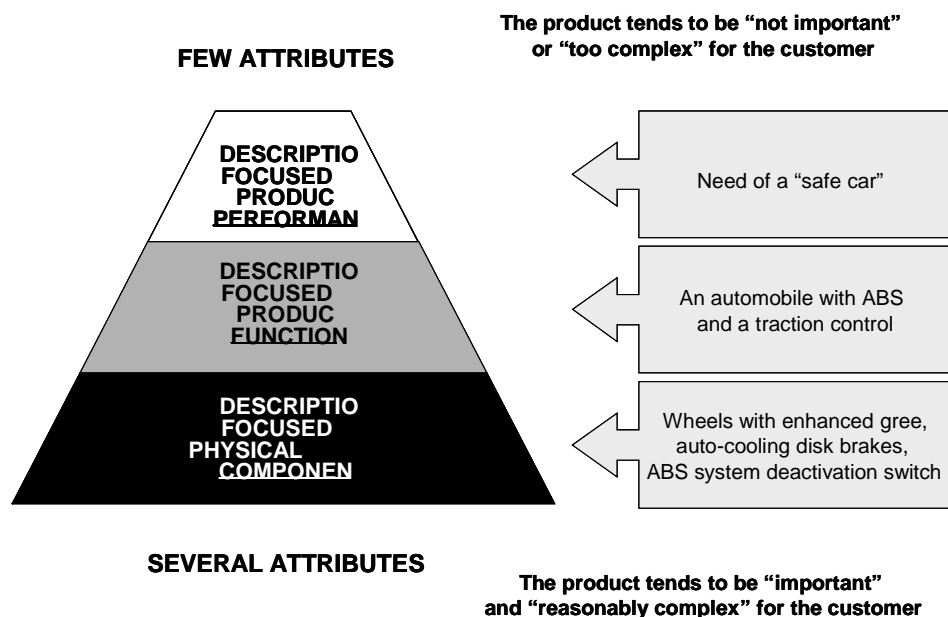 The product tends to be “not important”
or “too complex” for the customer
FEW ATTRIBUTES
DESCRIPTIO
FOCUSED
PRODUC
PERFORMAN
Need of a “safe car”
DESCRIPTIO
FOCUSED
PRODUC
FUNCTION
An automobile with ABS
and a traction control
DESCRIPTIO
FOCUSED
PHYSICAL
COMPONEN
Wheels with enhanced gree,
auto-cooling disk brakes,
ABS system deactivation switch
SEVERAL ATTRIBUTES
The product tends to be “important”
and “reasonably complex” for the customer